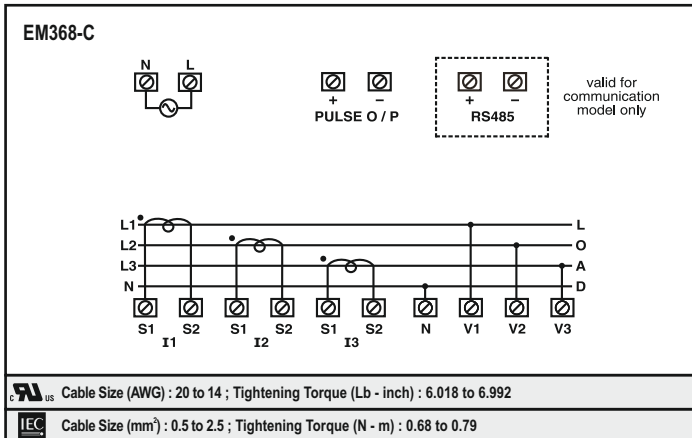 EM368-C
N L
+ −
PULSE O / P
+ −
RS485
valid for
communication
model only
L1 L
L2 O
L3 A
N D
S1 S2 S1 S2 S1 S2 N V1 V2 V3
I1 I2 I3
c RU US Cable Size (AWG) : 20 to 14 ; Tightening Torque (Lb - inch) : 6.018 to 6.992
IEC Cable Size (mm²) : 0.5 to 2.5 ; Tightening Torque (N - m) : 0.68 to 0.79